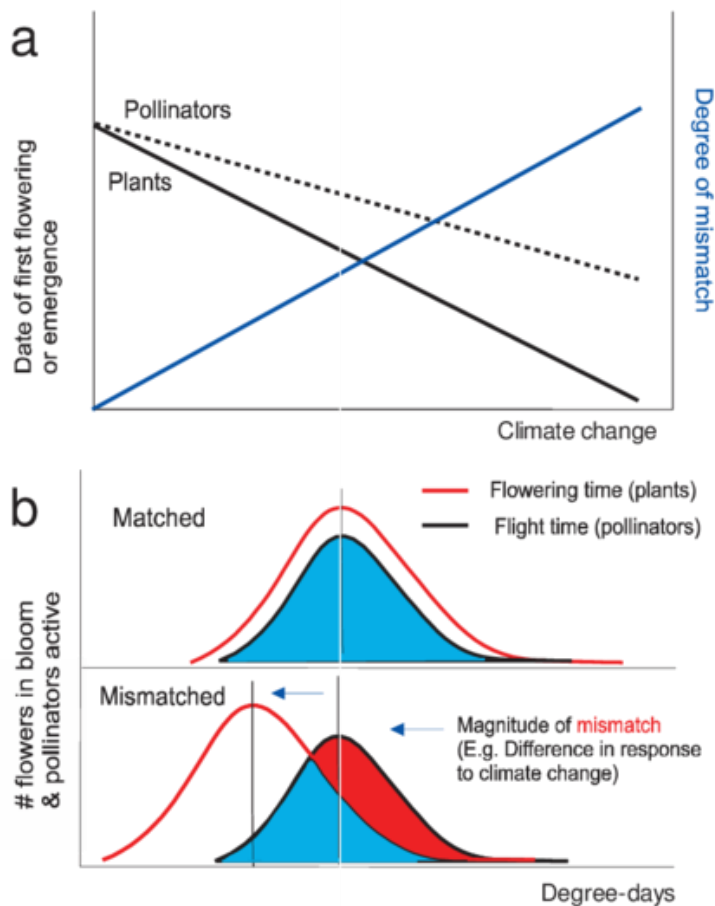 a
Pollinators
Plants
Date of first flowering
or emergence
Degree of mismatch
Climate change
b
Matched
Flowering time (plants)
Flight time (pollinators)
# flowers in bloom
& pollinators active
Mismatched
Magnitude of mismatch
(E.g. Difference in response
to climate change)
Degree-days